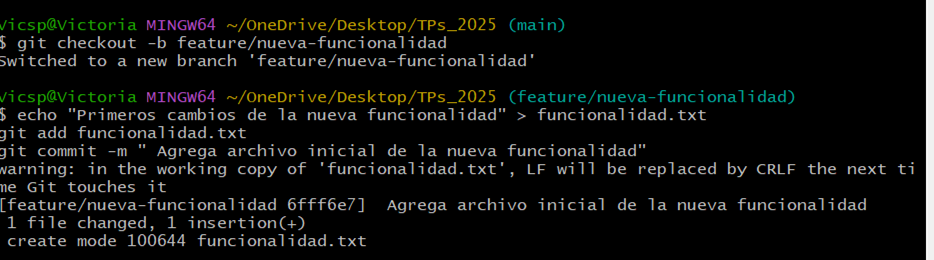 Vicsp@Victoria MINGW64 ~/OneDrive/Desktop/TPs_2025 (main)
$ git checkout -b feature/nueva-funcionalidad
Switched to a new branch 'feature/nueva-funcionalidad'
Vicsp@Victoria MINGW64 ~/OneDrive/Desktop/TPs_2025 (feature/nueva-funcionalidad)
$ echo "Primeros cambios de la nueva funcionalidad" > funcionalidad.txt
git add funcionalidad.txt
git commit -m " Agrega archivo inicial de la nueva funcionalidad"
warning: in the working copy of 'funcionalidad.txt', LF will be replaced by CRLF the next ti
me Git touches it
[feature/nueva-funcionalidad 6fff6e7]  Agrega archivo inicial de la nueva funcionalidad
 1 file changed, 1 insertion(+)
 create mode 100644 funcionalidad.txt